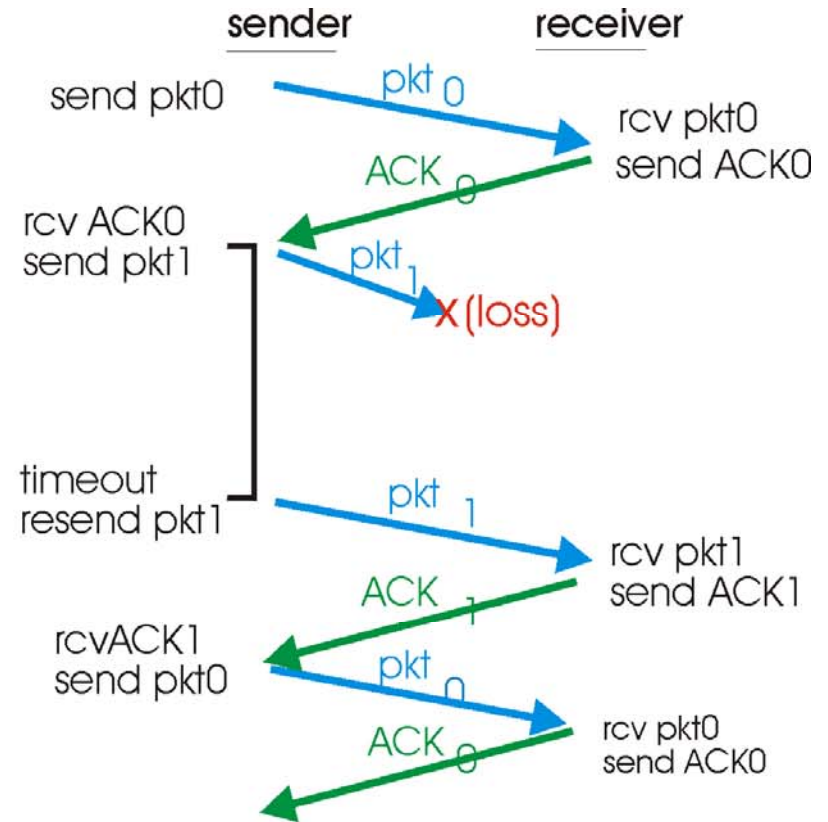 sender
receiver
send pkt0
pkt 0
rcv pkt0
send ACK0
ACK 0
rcv ACK0
send pkt1
pkt 1
X (loss)
timeout
resend pkt1
pkt 1
rcv pkt1
send ACK1
ACK 1
rcvACK1
send pkt0
pkt 0
rcv pkt0
send ACK0
ACK 0